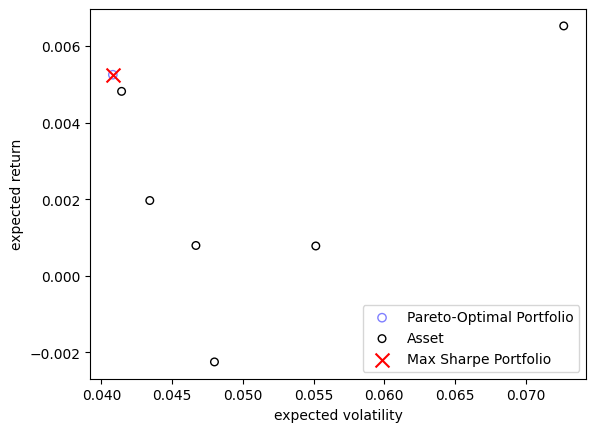 0.006
0.004
0.002
0.000
−0.002
0.040
0.045
0.050
0.055
0.060
0.065
0.070
expected return
expected volatility
Pareto-Optimal Portfolio
Asset
Max Sharpe Portfolio